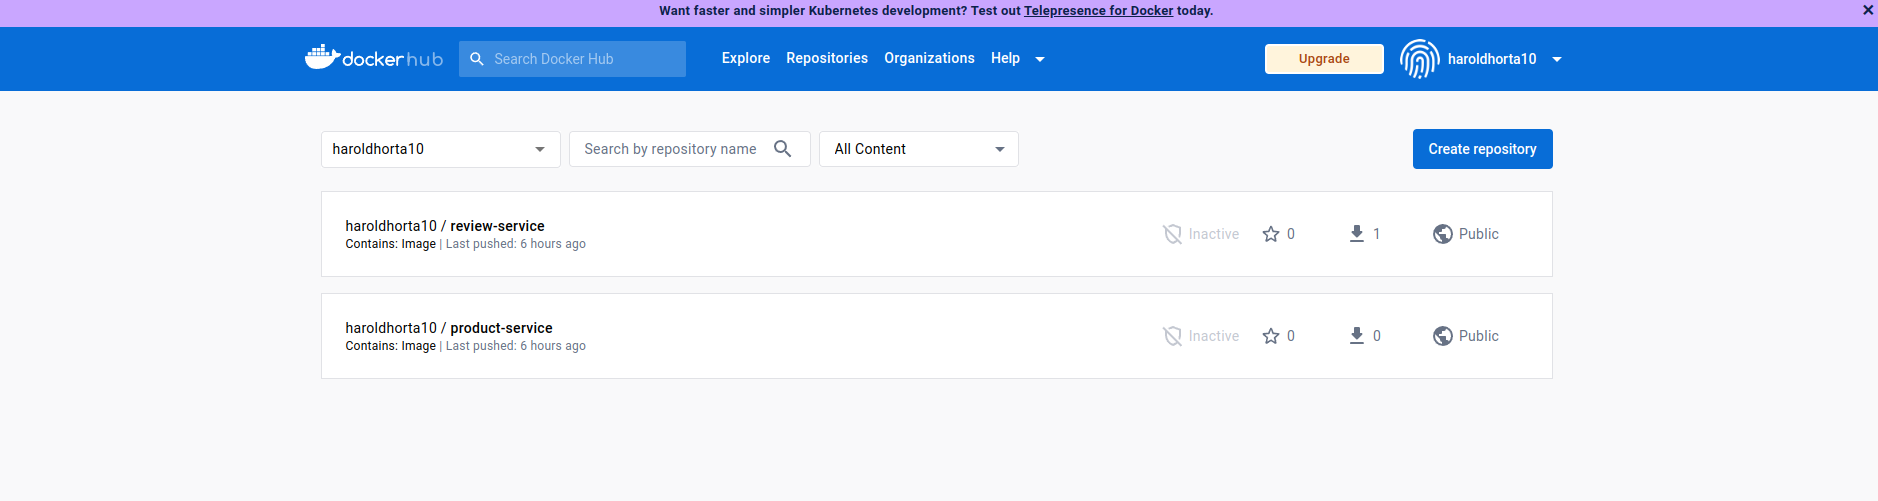 Want faster and simpler Kubernetes development? Test out Telepresence for Docker today.
dockerhub
Search Docker Hub
Explore
Repositories
Organizations
Help
Upgrade
haroldhorta10
haroldhorta10
Search by repository name
All Content
Create repository
haroldhorta10 / review-service
Contains: Image | Last pushed: 6 hours ago
Inactive
0
1
Public
haroldhorta10 / product-service
Contains: Image | Last pushed: 6 hours ago
Inactive
0
0
Public